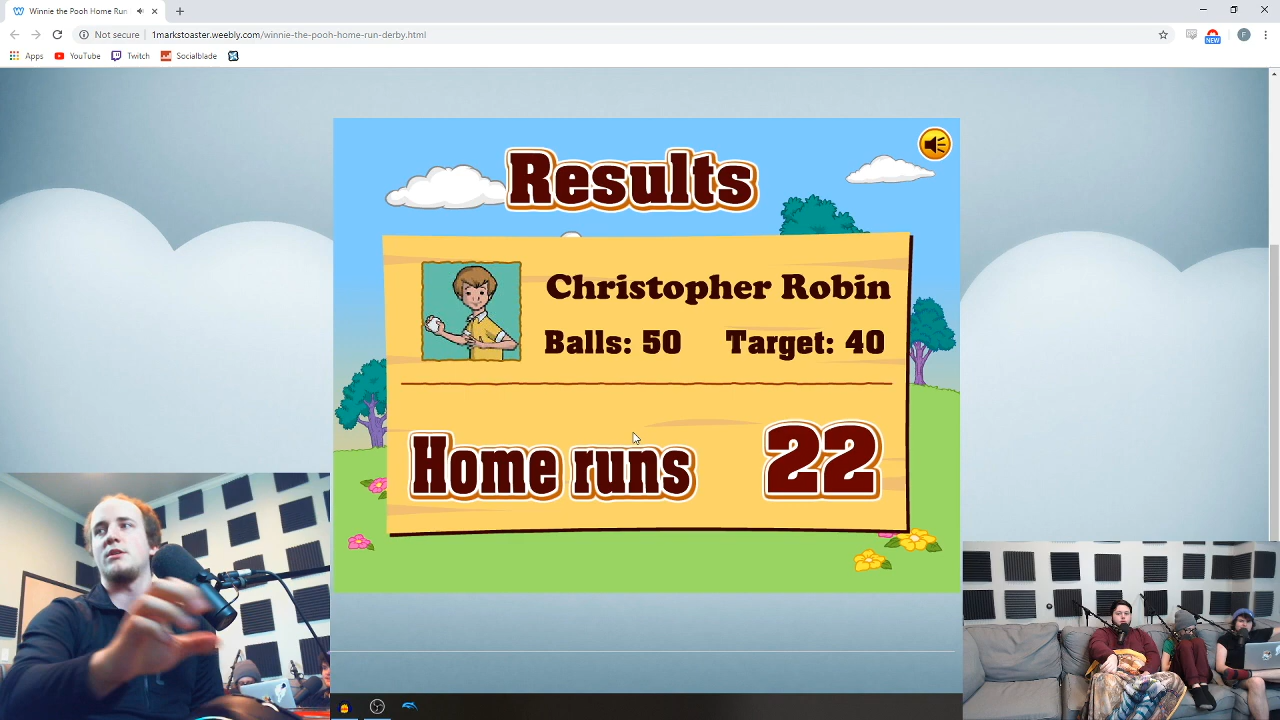 Winnie the Pooh Home Run
Not secure
1markstoaster.weebly.com/winnie-the-pooh-home-run-derby.html
NEW
F
Apps
YouTube
Twitch
Socialblade
Results
Christopher Robin
Balls: 50
Target: 40
Home runs
22